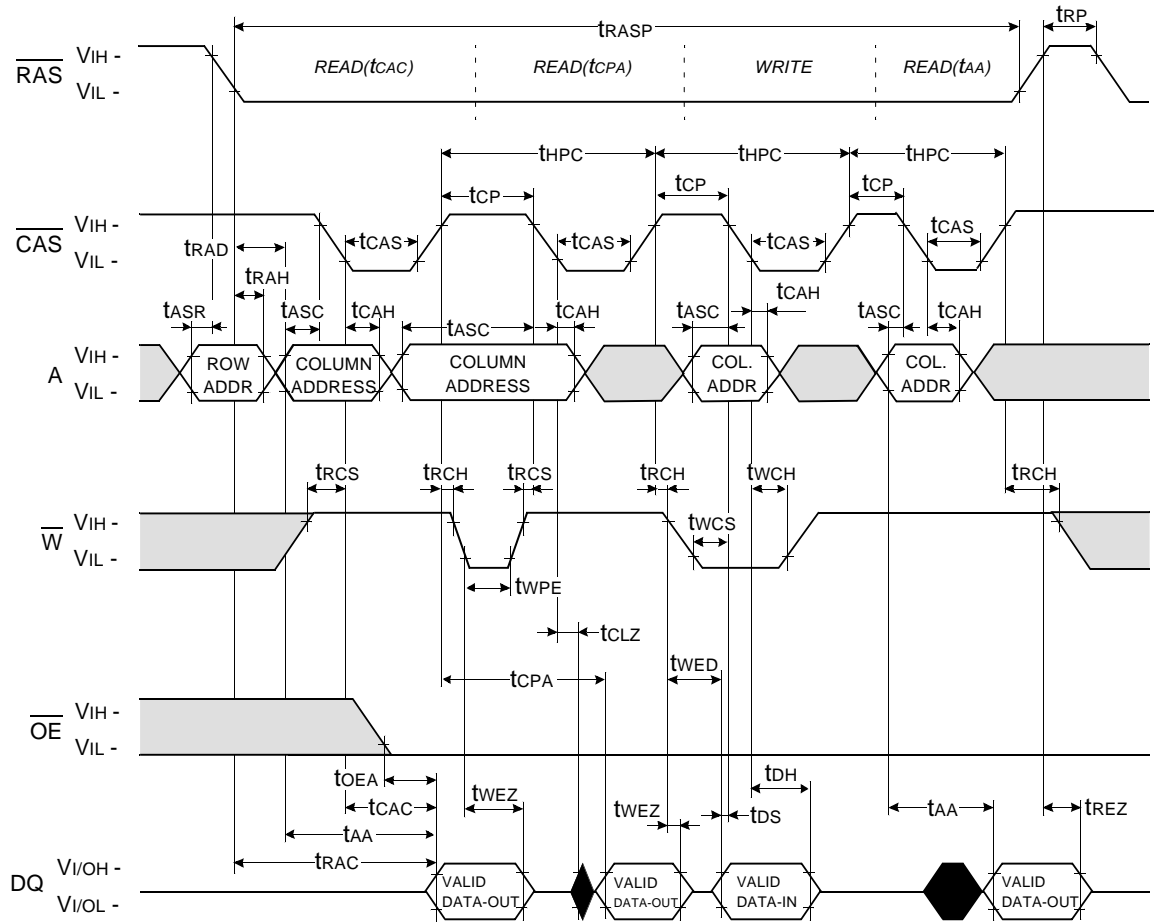 tRASP tRP
RAS VIH -
VIL -
READ(tCAC) READ(tCPA) WRITE READ(tAA)
tHPC tHPC tHPC
tCP tCP tCP
CAS VIH -
VIL -
tCAS tCAS tCAS tCAS
tRAD
tRAH
tASR tASC tCAH tASC tCAH tASC tCAH tASC tCAH
A VIH -
VIL -
ROW
ADDR
COLUMN
ADDRESS
COLUMN
ADDRESS
COL.
ADDR
COL.
ADDR
tRCS tRCH tRCS tRCH tWCH tRCH
W VIH -
VIL -
tWCS
tWPE
tCLZ
tWED
tCPA
OE VIH -
VIL -
tOEA tDH
tCAC tWEZ tWEZ tDS tAA tREZ
tAA
tRAC
DQ VI/OH -
VI/OL -
VALID
DATA-OUT
VALID
DATA-OUT
VALID
DATA-IN
VALID
DATA-OUT